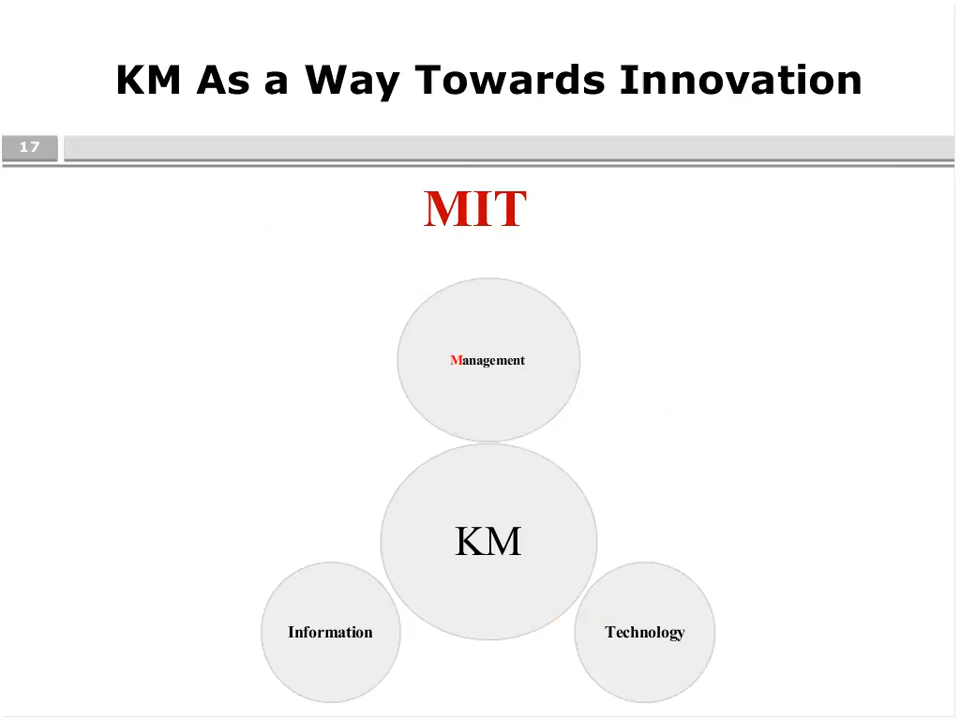 KM As a Way Towards Innovation
17
MIT
Management
KM
Information
Technology